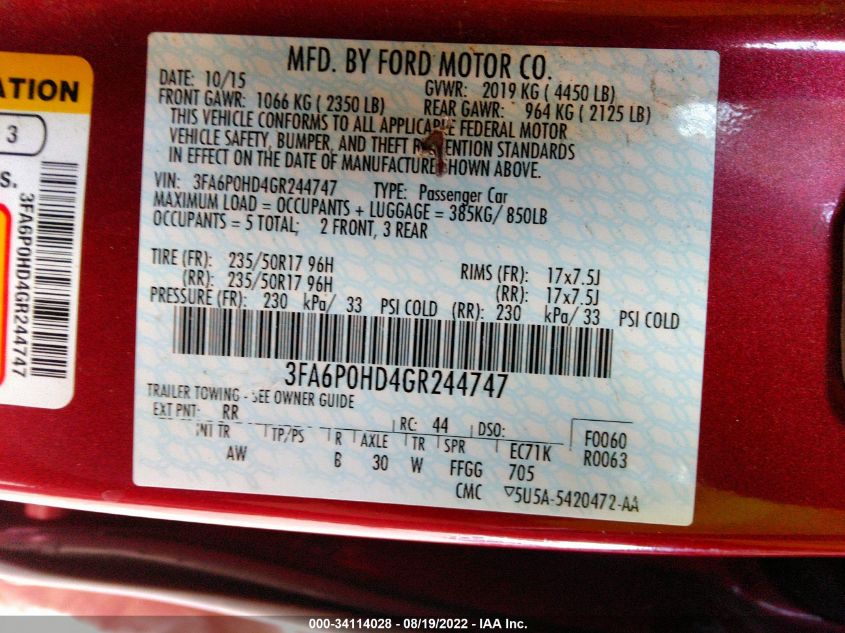 ATION
3
S.
3FA6P0HD4GR244747
MFD. BY FORD MOTOR CO.
DATE: 10/15
GVWR: 2019 KG ( 4450 LB)
FRONT GAWR: 1066 KG ( 2350 LB)
REAR GAWR: 964 KG ( 2125 LB)
THIS VEHICLE CONFORMS TO ALL APPLICABLE FEDERAL MOTOR
VEHICLE SAFETY, BUMPER, AND THEFT PREVENTION STANDARDS
IN EFFECT ON THE DATE OF MANUFACTURE SHOWN ABOVE.
VIN: 3FA6P0HD4GR244747 TYPE: Passenger Car
MAXIMUM LOAD = OCCUPANTS + LUGGAGE = 385KG/ 850LB
OCCUPANTS = 5 TOTAL; 2 FRONT, 3 REAR
TIRE (FR): 235/50R17 96H RIMS (FR): 17x7.5J
(RR): 235/50R17 96H (RR): 17x7.5J
PRESSURE (FR): 230 kPa/ 33 PSI COLD (RR): 230 kPa/ 33 PSI COLD
3FA6P0HD4GR244747
TRAILER TOWING - SEE OWNER GUIDE
EXT PNT: RR RC: 44 DSO: F0060
INT TR TP/PS R AXLE TR SPR EC71K R0063
AW B 30 W FFGG 705
CMC ▽5U5A-5420472-AA
000-34114028 - 08/19/2022 - IAA Inc.